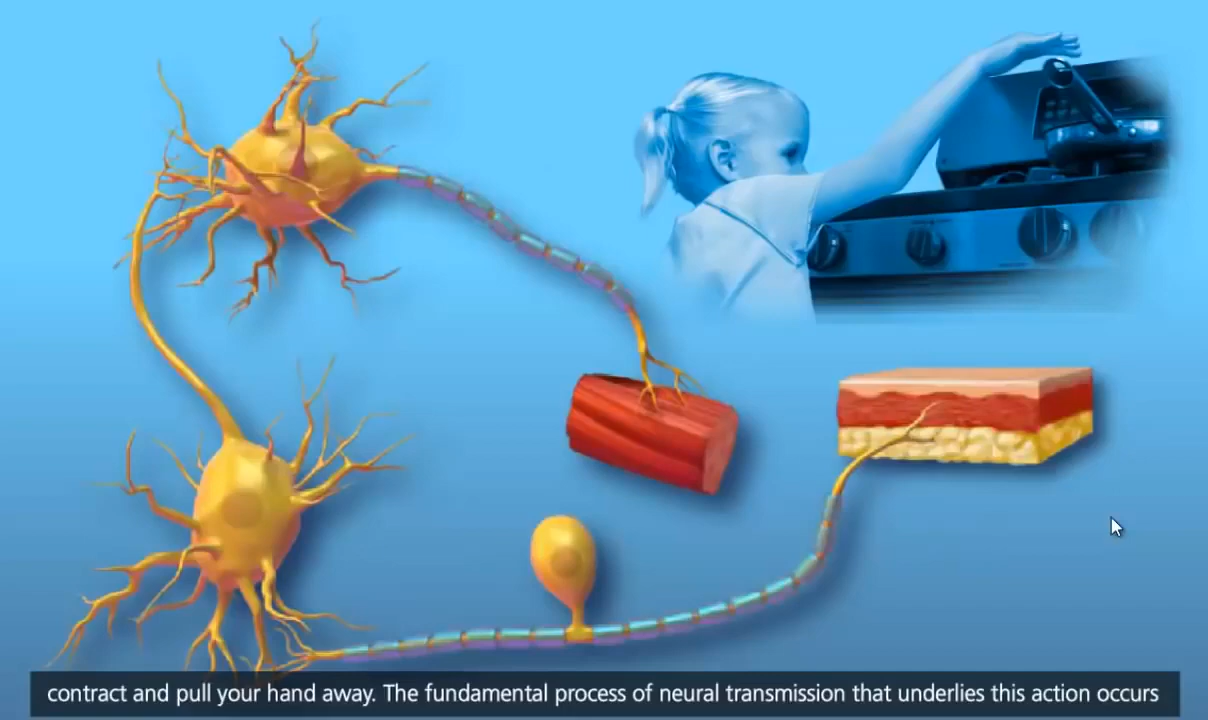 contract and pull your hand away. The fundamental process of neural transmission that underlies this action occurs